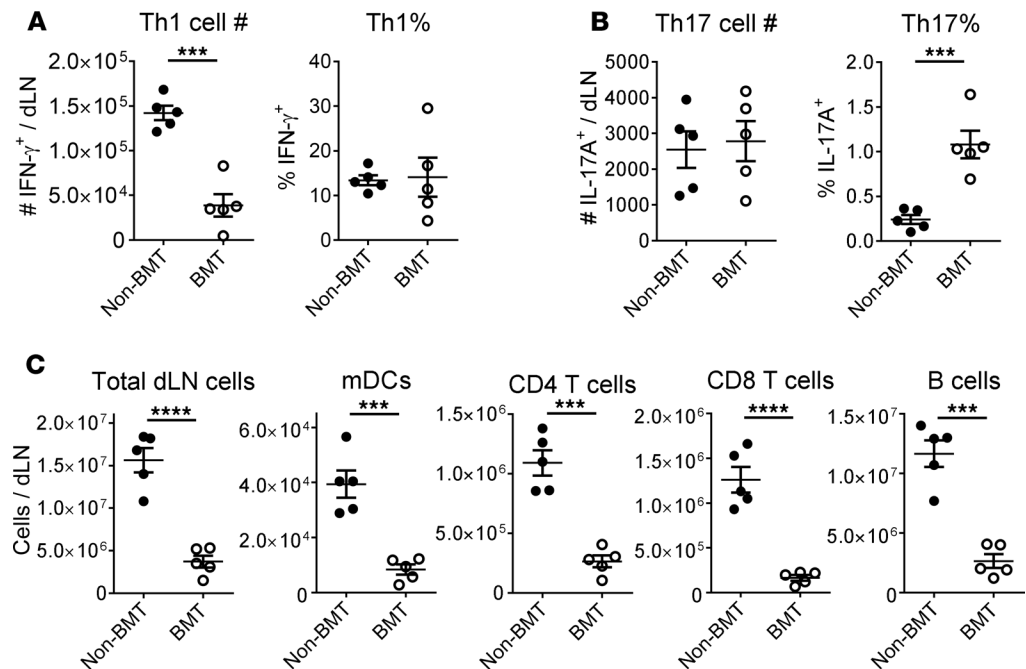 A
Th1 cell #
***
# IFN-γ⁺ / dLN
2.0×10⁵
1.5×10⁵
1.0×10⁵
5.0×10⁴
0
Non-BMT
BMT
Th1%
% IFN-γ⁺
40
30
20
10
0
Non-BMT
BMT
B
Th17 cell #
# IL-17A⁺ / dLN
5000
4000
3000
2000
1000
0
Non-BMT
BMT
Th17%
***
% IL-17A⁺
2.0
1.5
1.0
0.5
0.0
Non-BMT
BMT
C
Total dLN cells
****
Cells / dLN
2.0×10⁷
1.5×10⁷
1.0×10⁷
5.0×10⁶
0
Non-BMT
BMT
mDCs
***
6.0×10⁴
4.0×10⁴
2.0×10⁴
0
Non-BMT
BMT
CD4 T cells
***
1.5×10⁶
1.0×10⁶
5.0×10⁵
0
Non-BMT
BMT
CD8 T cells
****
2.0×10⁶
1.5×10⁶
1.0×10⁶
5.0×10⁵
0
Non-BMT
BMT
B cells
***
1.5×10⁷
1.0×10⁷
5.0×10⁶
0
Non-BMT
BMT